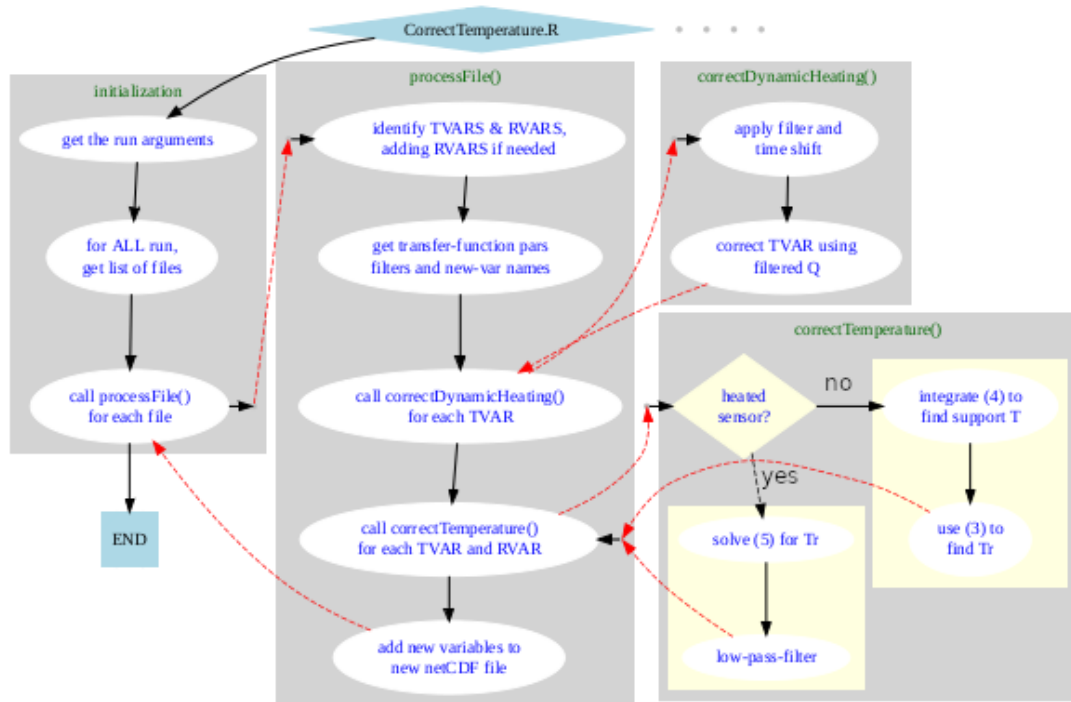 CorrectTemperature.R
initialization
get the run arguments
for ALL run,
get list of files
call processFile()
for each file
END
processFile()
identify TVARS & RVARS,
adding RVARS if needed
get transfer-function pars
filters and new-var names
call correctDynamicHeating()
for each TVAR
call correctTemperature()
for each TVAR and RVAR
add new variables to
new netCDF file
correctDynamicHeating()
apply filter and
time shift
correct TVAR using
filtered Q
correctTemperature()
heated
sensor?
no
integrate (4) to
find support T
yes
solve (5) for Tr
use (3) to
find Tr
low-pass-filter